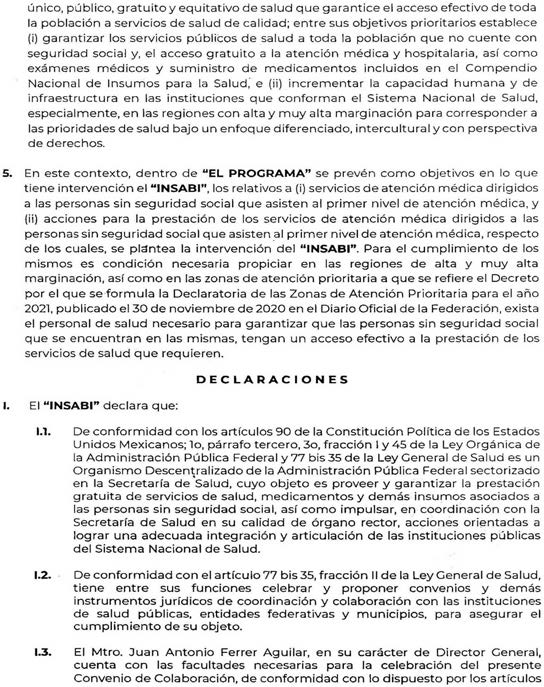 único, público, gratuito y equitativo de salud que garantice el acceso efectivo de toda
la población a servicios de salud de calidad; entre sus objetivos prioritarios establece
(i) garantizar los servicios públicos de salud a toda la población que no cuente con
seguridad social y, el acceso gratuito a la atención médica y hospitalaria, así como
exámenes médicos y suministro de medicamentos incluidos en el Compendio
Nacional de Insumos para la Salud, e (ii) incrementar la capacidad humana y de
infraestructura en las instituciones que conforman el Sistema Nacional de Salud,
especialmente, en las regiones con alta y muy alta marginación para corresponder a
las prioridades de salud bajo un enfoque diferenciado, intercultural y con perspectiva
de derechos.
5. En este contexto, dentro de "EL PROGRAMA" se prevén como objetivos en lo que
tiene intervención el "INSABI", los relativos a (i) servicios de atención médica dirigidos
a las personas sin seguridad social que asisten al primer nivel de atención médica, y
(ii) acciones para la prestación de los servicios de atención médica dirigidos a las
personas sin seguridad social que asisten al primer nivel de atención médica, respecto
de los cuales, se plantea la intervención del "INSABI". Para el cumplimiento de los
mismos es condición necesaria propiciar en las regiones de alta y muy alta
marginación, así como en las zonas de atención prioritaria a que se refiere el Decreto
por el que se formula la Declaratoria de las Zonas de Atención Prioritaria para el año
2021, publicado el 30 de noviembre de 2020 en el Diario Oficial de la Federación, exista
el personal de salud necesario para garantizar que las personas sin seguridad social
que se encuentran en las mismas, tengan un acceso efectivo a la prestación de los
servicios de salud que requieren.
DECLARACIONES
I. El "INSABI" declara que:
I.1. De conformidad con los artículos 90 de la Constitución Política de los Estados
Unidos Mexicanos; 1o, párrafo tercero, 3o, fracción I y 45 de la Ley Orgánica de
la Administración Pública Federal y 77 bis 35 de la Ley General de Salud es un
Organismo Descentralizado de la Administración Pública Federal sectorizado
en la Secretaría de Salud, cuyo objeto es proveer y garantizar la prestación
gratuita de servicios de salud, medicamentos y demás insumos asociados a
las personas sin seguridad social, así como impulsar, en coordinación con la
Secretaría de Salud en su calidad de órgano rector, acciones orientadas a
lograr una adecuada integración y articulación de las instituciones públicas
del Sistema Nacional de Salud.
I.2. De conformidad con el artículo 77 bis 35, fracción II de la Ley General de Salud,
tiene entre sus funciones celebrar y proponer convenios y demás
instrumentos jurídicos de coordinación y colaboración con las instituciones
de salud públicas, entidades federativas y municipios, para asegurar el
cumplimiento de su objeto.
I.3. El Mtro. Juan Antonio Ferrer Aguilar, en su carácter de Director General,
cuenta con las facultades necesarias para la celebración del presente
Convenio de Colaboración, de conformidad con lo dispuesto por los artículos